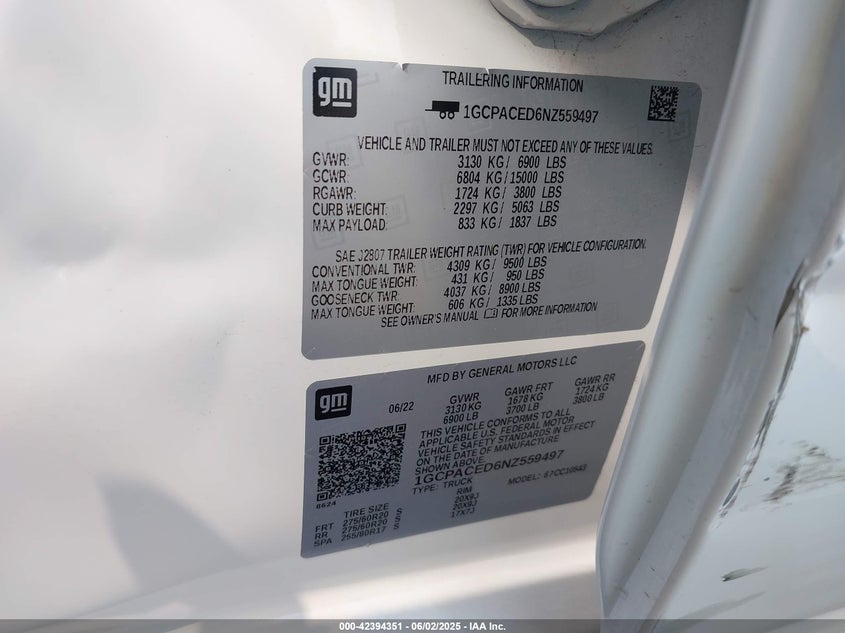 gm
TRAILERING INFORMATION
1GCPACED6NZ559497
VEHICLE AND TRAILER MUST NOT EXCEED ANY OF THESE VALUES.
GVWR: 3130 KG / 6900 LBS
GCWR: 6804 KG / 15000 LBS
RGAWR: 1724 KG / 3800 LBS
CURB WEIGHT: 2297 KG / 5063 LBS
MAX PAYLOAD: 833 KG / 1837 LBS
SAE J2807 TRAILER WEIGHT RATING (TWR) FOR VEHICLE CONFIGURATION.
CONVENTIONAL TWR: 4309 KG / 9500 LBS
MAX TONGUE WEIGHT: 431 KG / 950 LBS
GOOSENECK TWR: 4037 KG / 8900 LBS
MAX TONGUE WEIGHT: 606 KG / 1335 LBS
SEE OWNER'S MANUAL FOR MORE INFORMATION
gm
MFD BY GENERAL MOTORS LLC
06/22 GVWR GAWR FRT GAWR RR
3130 KG 1678 KG 1724 KG
6900 LB 3700 LB 3800 LB
THIS VEHICLE CONFORMS TO ALL
APPLICABLE U.S. FEDERAL MOTOR
VEHICLE SAFETY STANDARDS IN EFFECT
ON THE DATE OF MANUFACTURE
SHOWN ABOVE.
1GCPACED6NZ559497
TYPE: TRUCK MODEL:
8624
TIRE SIZE RIM
FRT 275/60R20 S 20X9J
RR 275/60R20 S 20X9J
SPA 255/80R17 S 17X7J
000-42394351 | 06/02/2025 - IAA Inc.